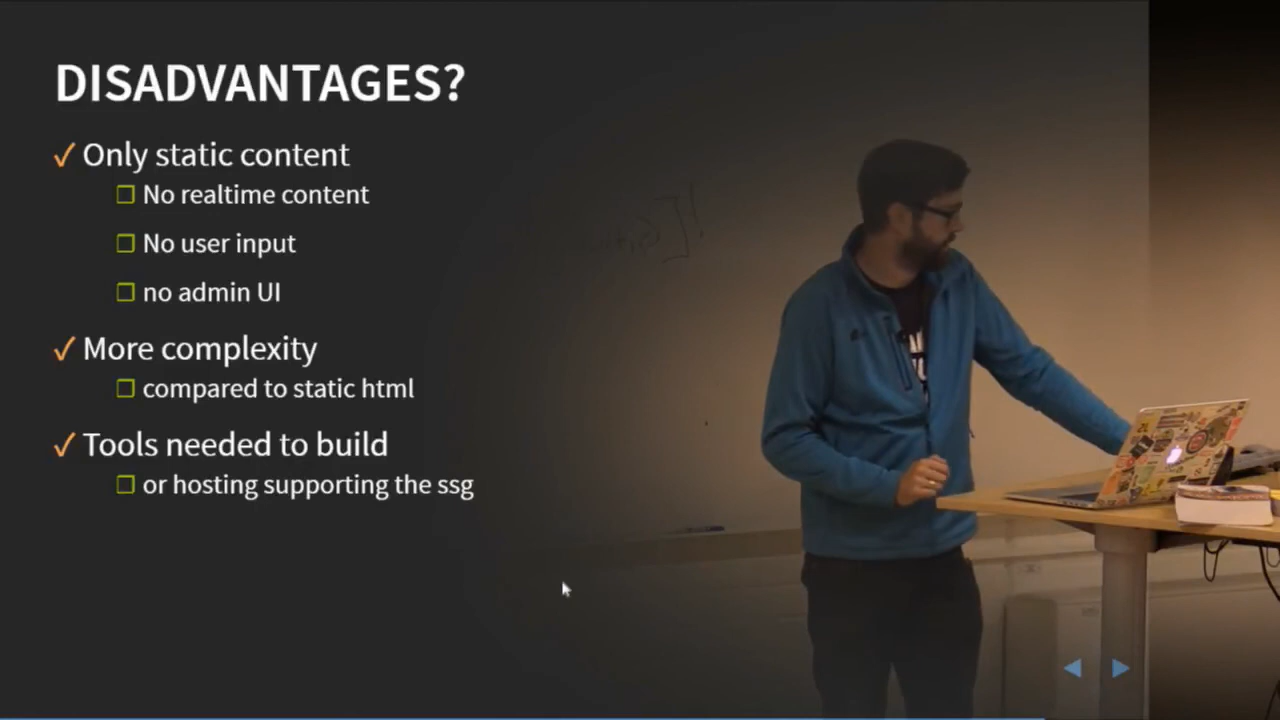 DISADVANTAGES?
✓ Only static content
❒ No realtime content
❒ No user input
❒ no admin UI
✓ More complexity
❒ compared to static html
✓ Tools needed to build
❒ or hosting supporting the ssg